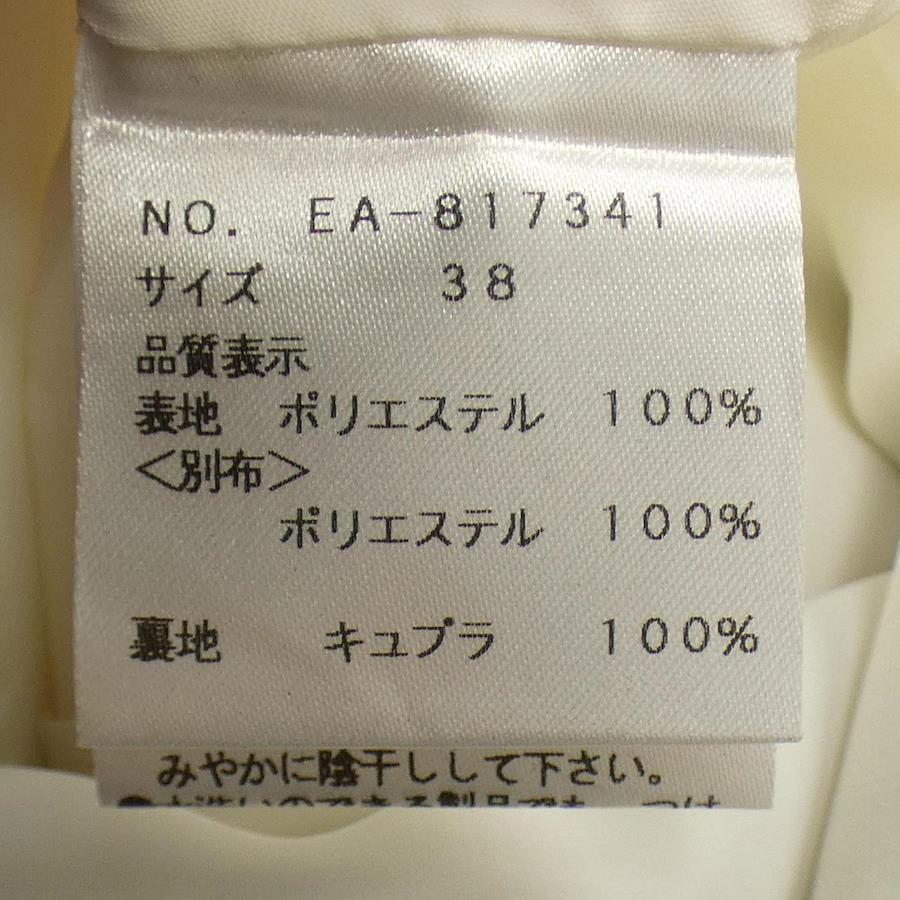 NO. EA-817341
サイズ 38
品質表示
表地 ポリエステル 100%
<別布>
ポリエステル 100%
裏地 キュプラ 100%
みやかに陰干しして下さい。